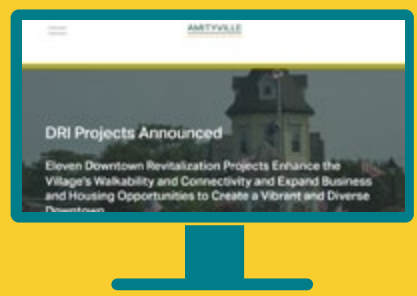 AMITYVILLE
DRI Projects Announced
Eleven Downtown Revitalization Projects Enhance the
Village's Walkability and Connectivity and Expand Business
and Housing Opportunities to Create a Vibrant and Diverse
Downtown